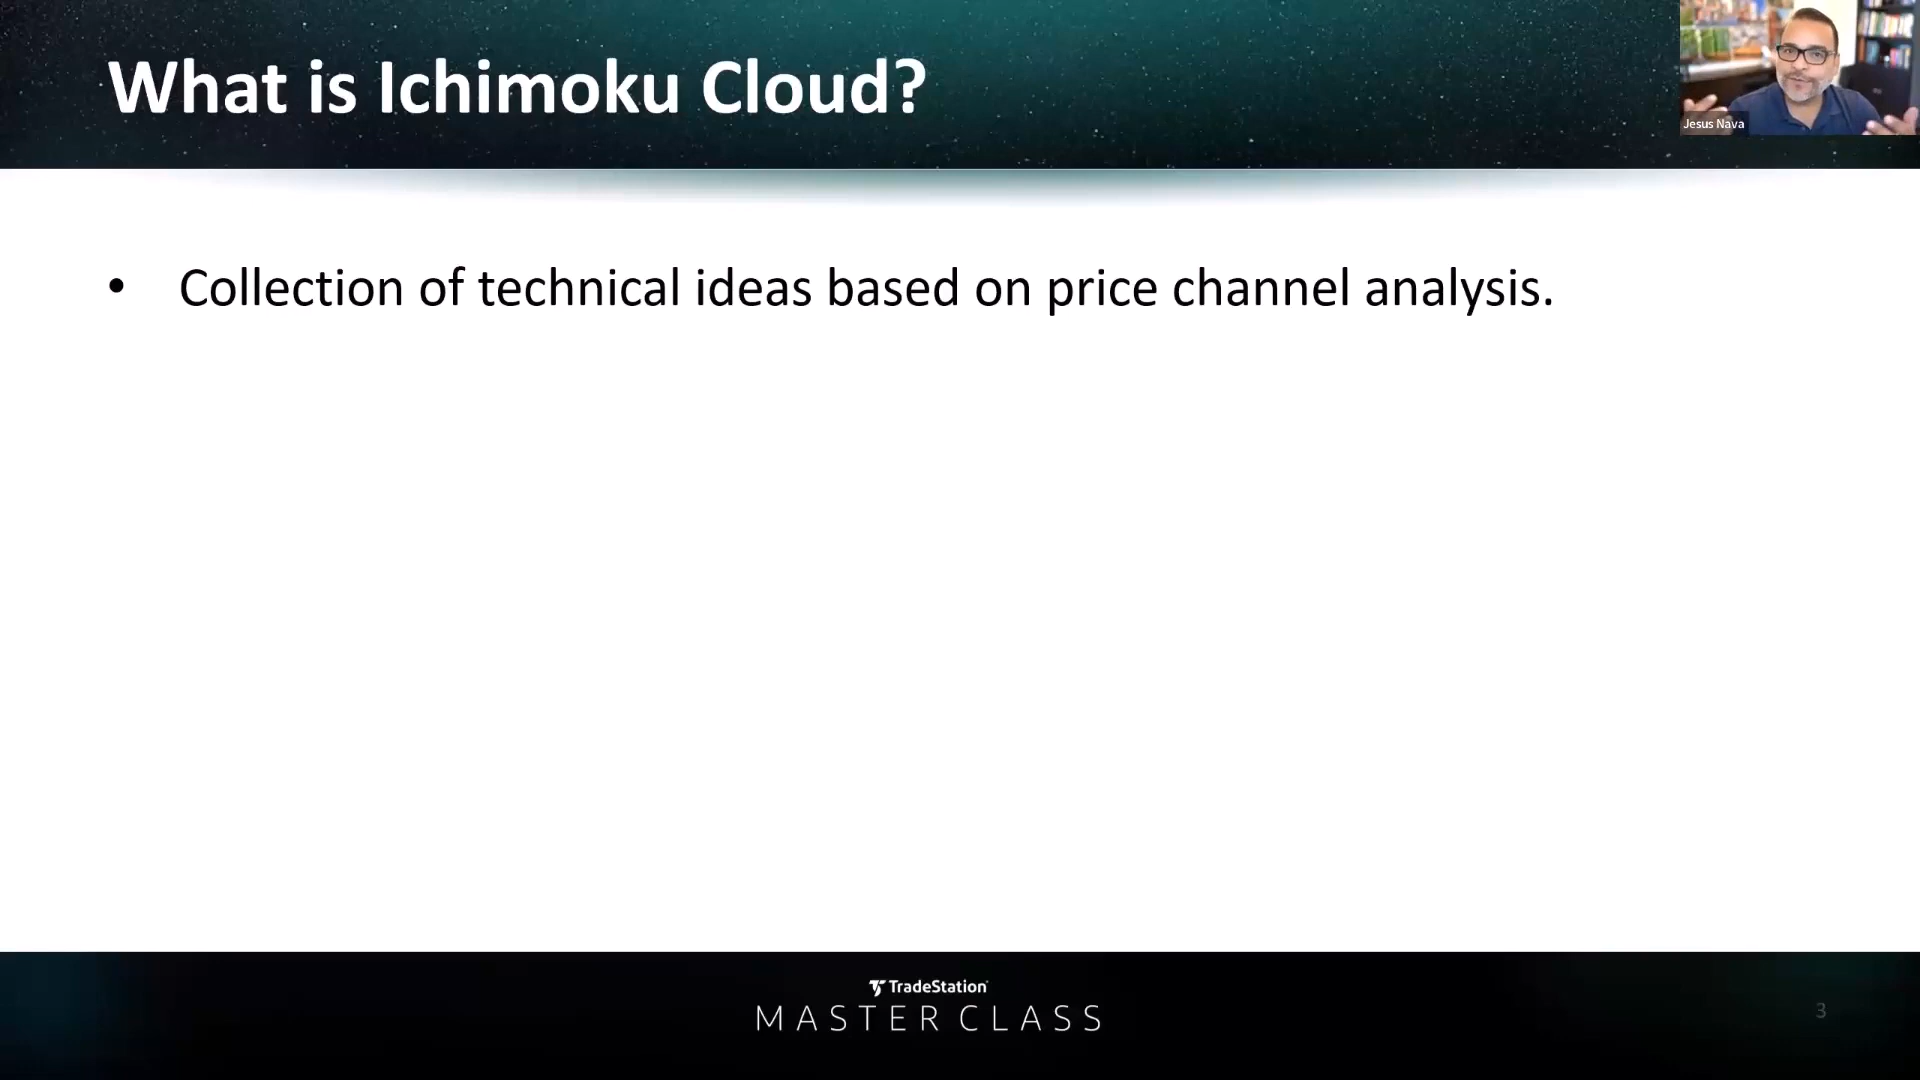 What is Ichimoku Cloud?
Jesus Nava
• Collection of technical ideas based on price channel analysis.
TradeStation
MASTER CLASS
3